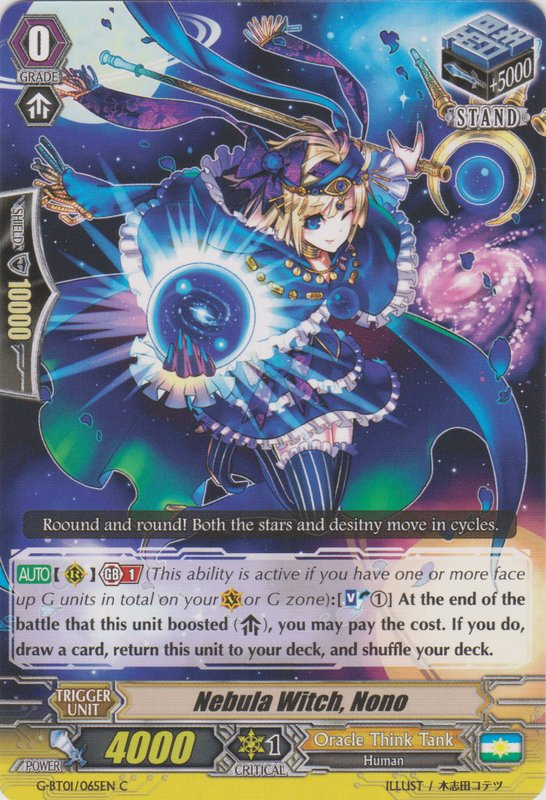 0
GRADE
+5000
STAND
SHIELD
10000
Roound and round! Both the stars and desitny move in cycles.
AUTO [ R ] GB 1 (This ability is active if you have one or more face
up G units in total on your V or G zone):[ V ①] At the end of the
battle that this unit boosted ( ), you may pay the cost. If you do,
draw a card, return this unit to your deck, and shuffle your deck.
TRIGGER
UNIT
Nebula Witch, Nono
POWER
4000
1
CRITICAL
Oracle Think Tank
Human
G-BT01/065EN C
ILLUST / 木志田コテツ